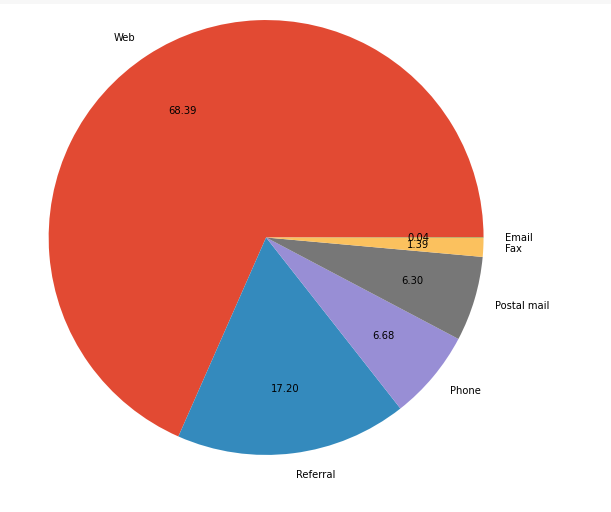 Web
68.39
0.04
Email
1.39
Fax
6.30
Postal mail
6.68
Phone
17.20
Referral